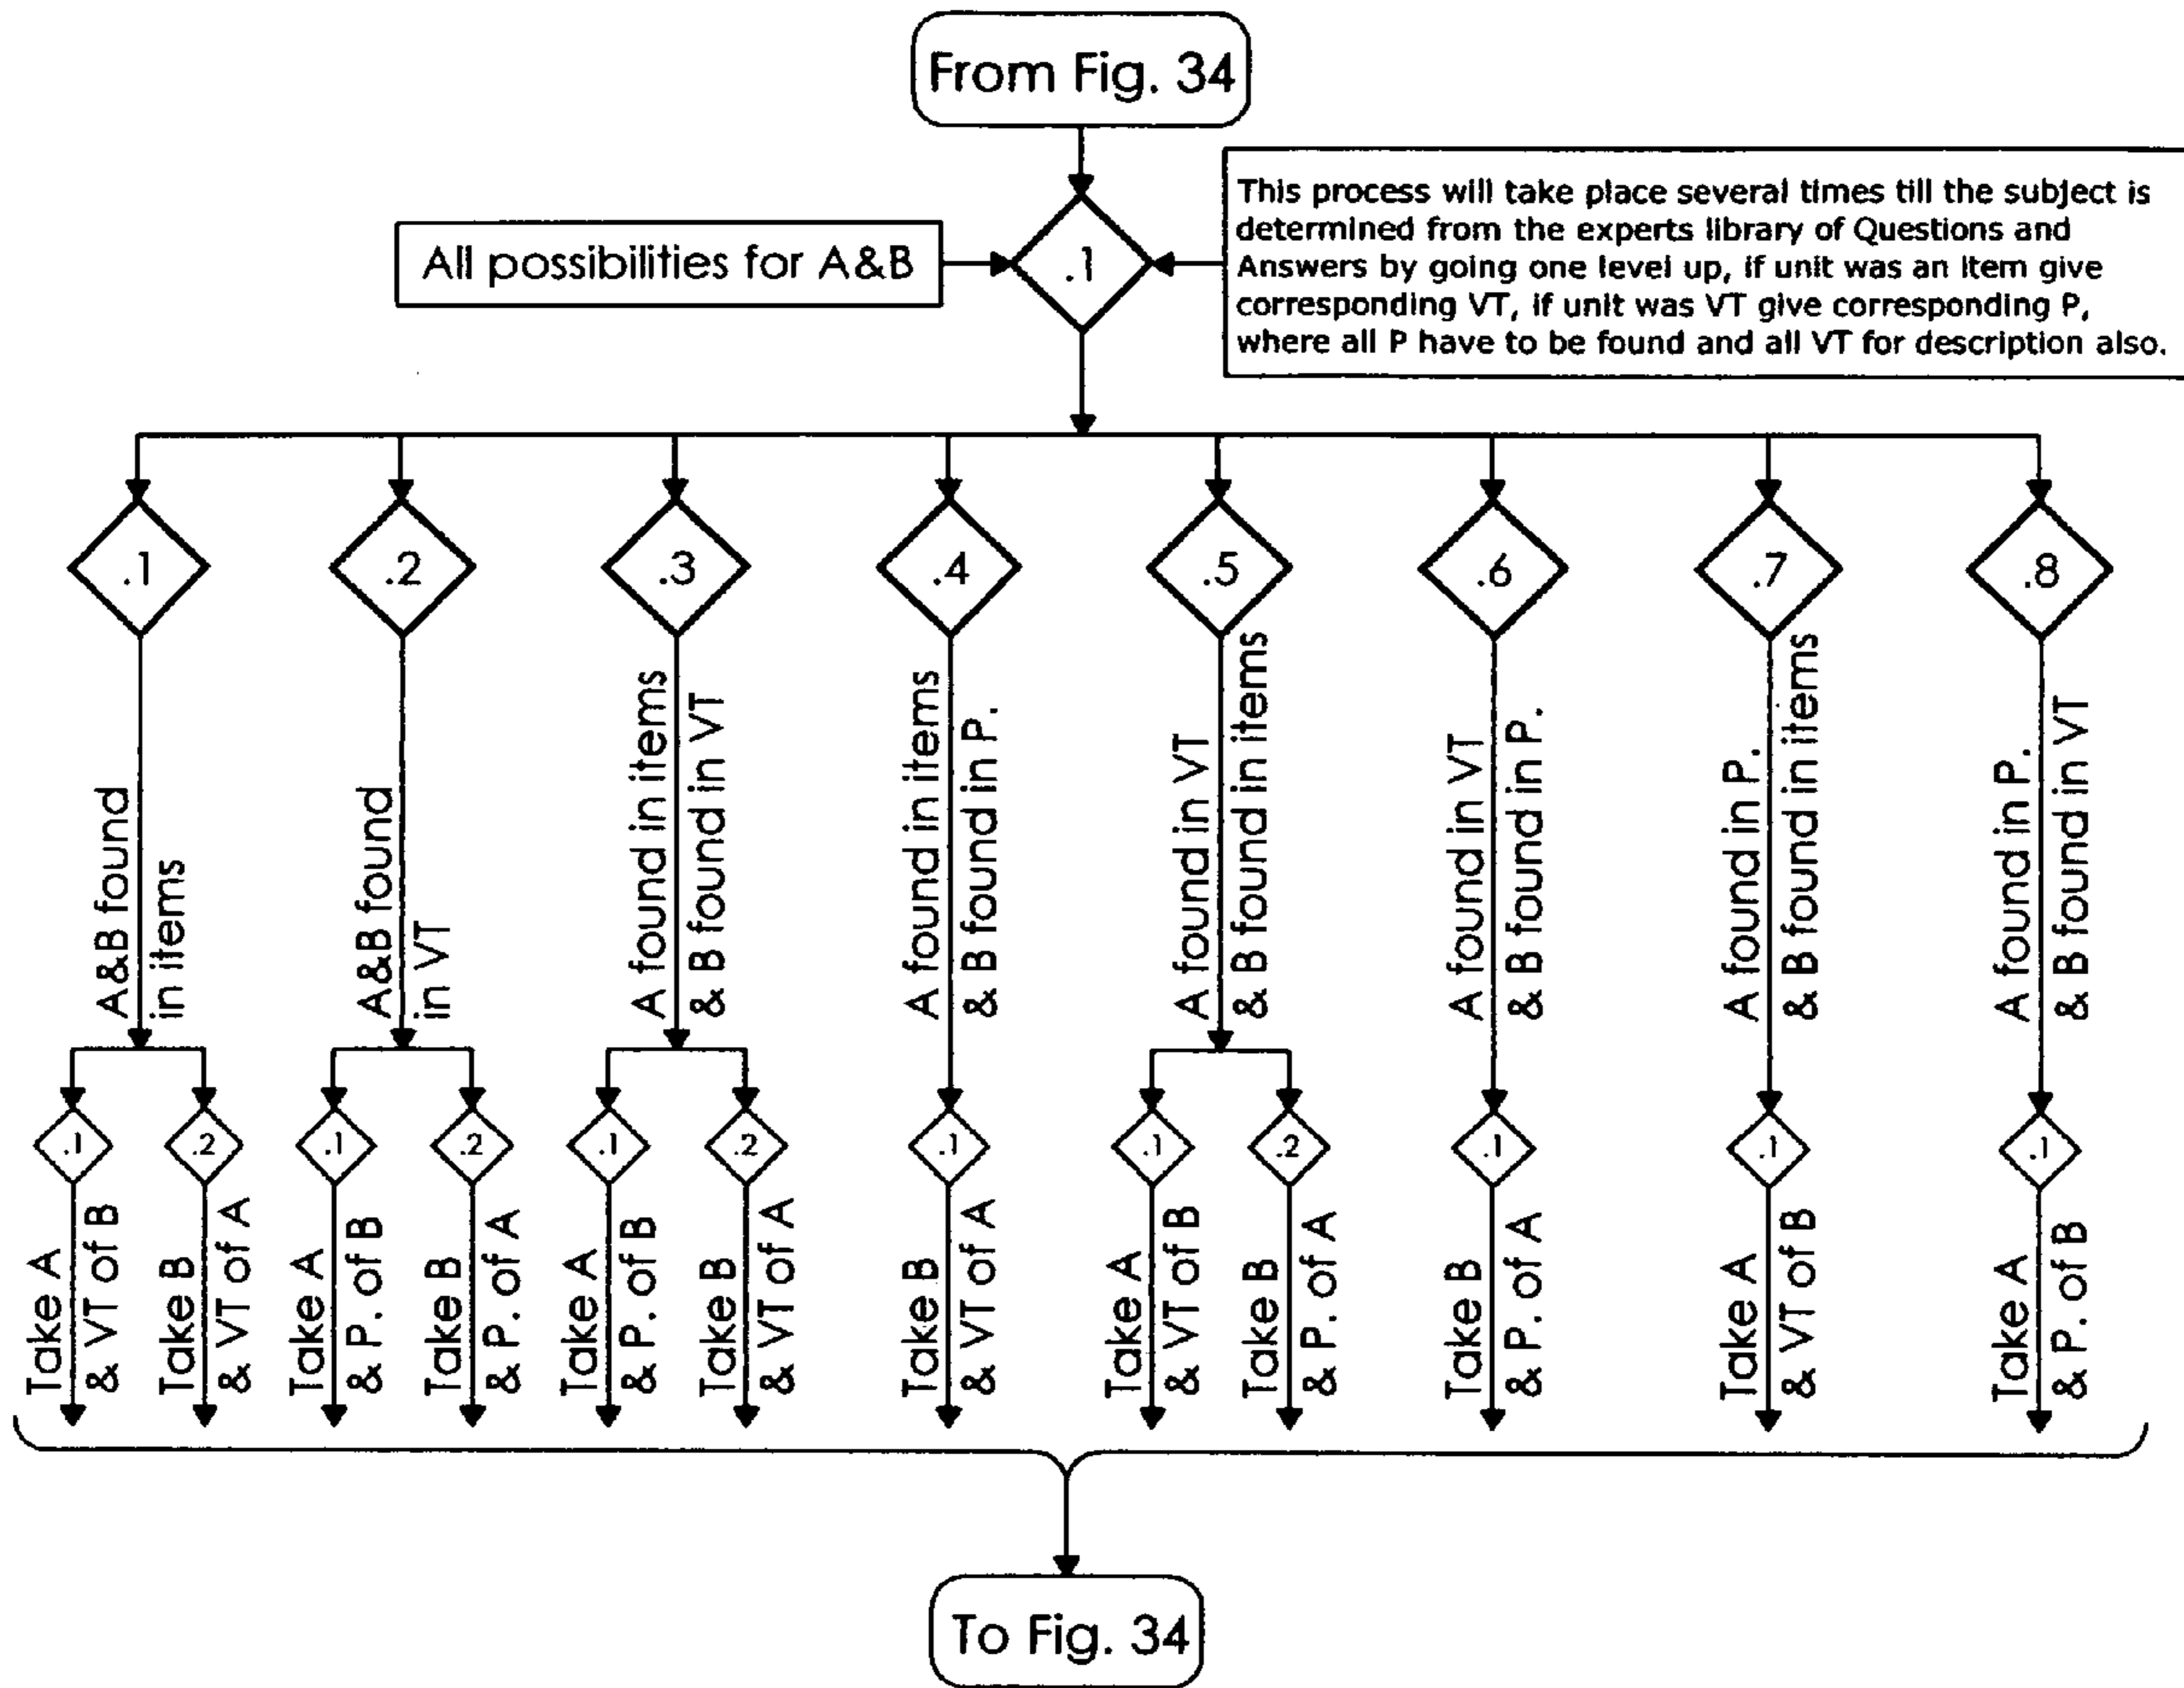 From Fig. 34
All possibilities for A&B
.1
This process will take place several times till the subject is
determined from the experts library of Questions and
Answers by going one level up, if unit was an item give
corresponding VT, if unit was VT give corresponding P,
where all P have to be found and all VT for description also.
.1
.2
.3
.4
.5
.6
.7
.8
A&B found
in items
A&B found
in VT
A found in items
& B found in VT
A found in items
& B found in P.
A found in VT
& B found in items
A found in VT
& B found in P.
A found in P.
& B found in items
A found in P.
& B found in VT
.1
.2
.1
.2
.1
.2
.1
.1
.2
.1
.1
.1
Take A
& VT of B
Take B
& VT of A
Take A
& P. of B
Take B
& P. of A
Take A
& P. of B
Take B
& VT of A
Take B
& VT of A
Take A
& VT of B
Take B
& P. of A
Take B
& P. of A
Take A
& VT of B
Take A
& P. of B
To Fig. 34